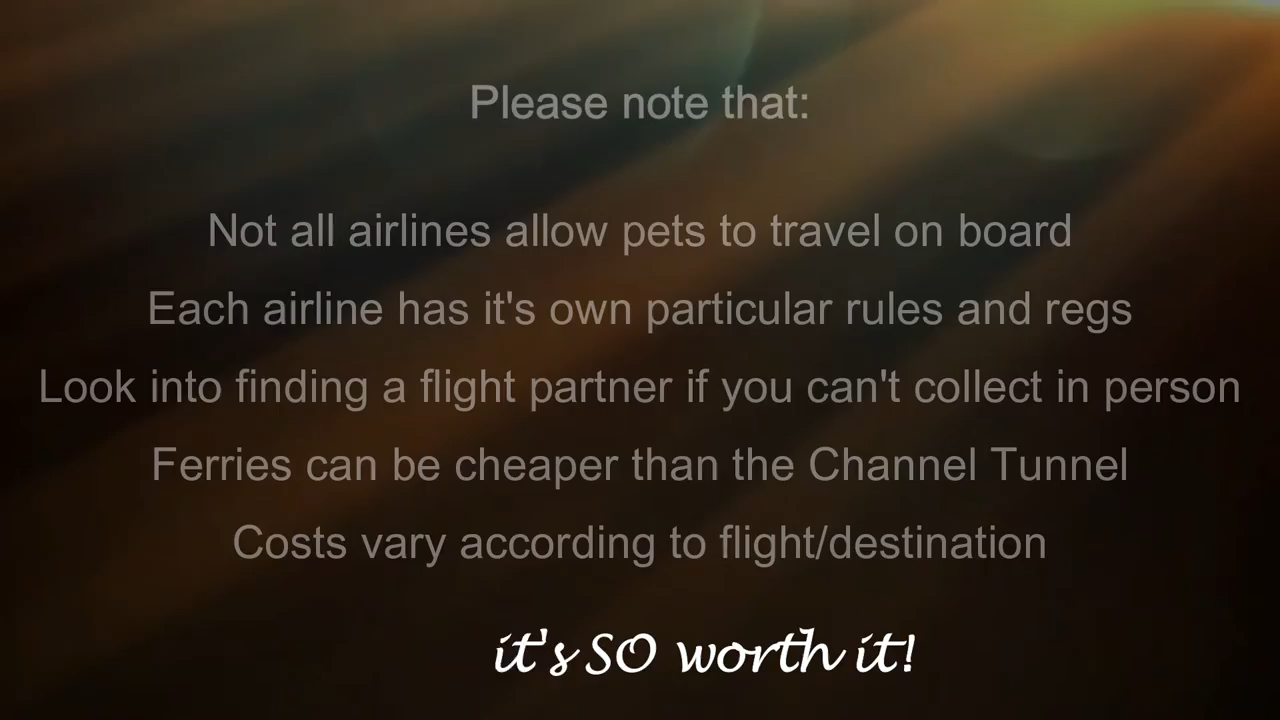 Please note that:
Not all airlines allow pets to travel on board
Each airline has it's own particular rules and regs
Look into finding a flight partner if you can't collect in person
Ferries can be cheaper than the Channel Tunnel
Costs vary according to flight/destination
it's SO worth it!